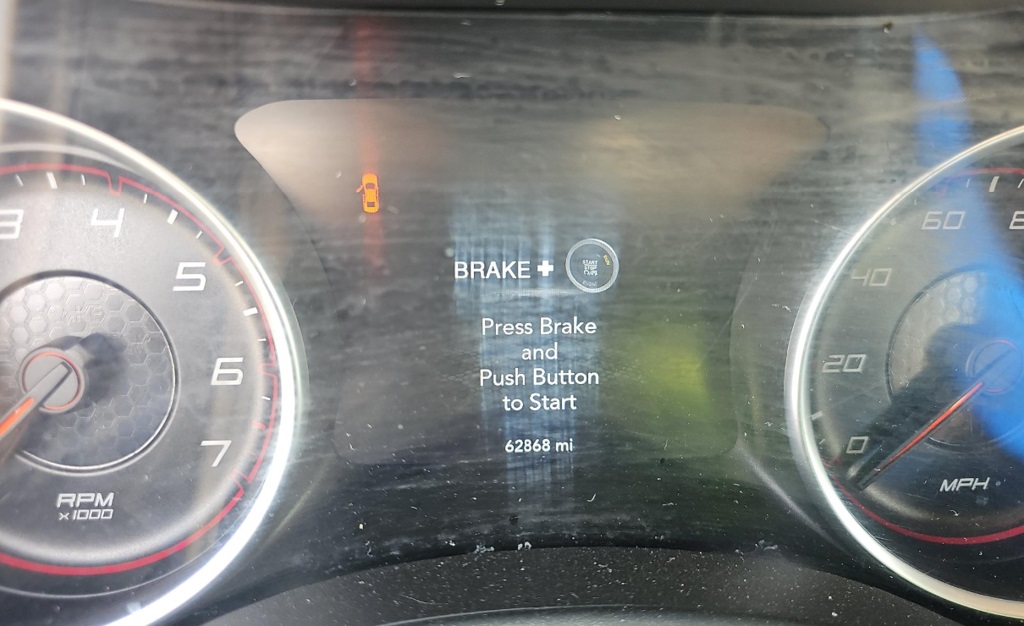 3
4
5
6
7
RPM
x1000
BRAKE +
START
STOP
Press Brake
and
Push Button
to Start
62868 mi
60
40
20
0
MPH